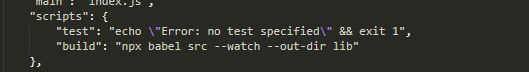 "main": "index.js",
"scripts": {
"test": "echo \"Error: no test specified\" && exit 1",
"build": "npx babel src --watch --out-dir lib"
},